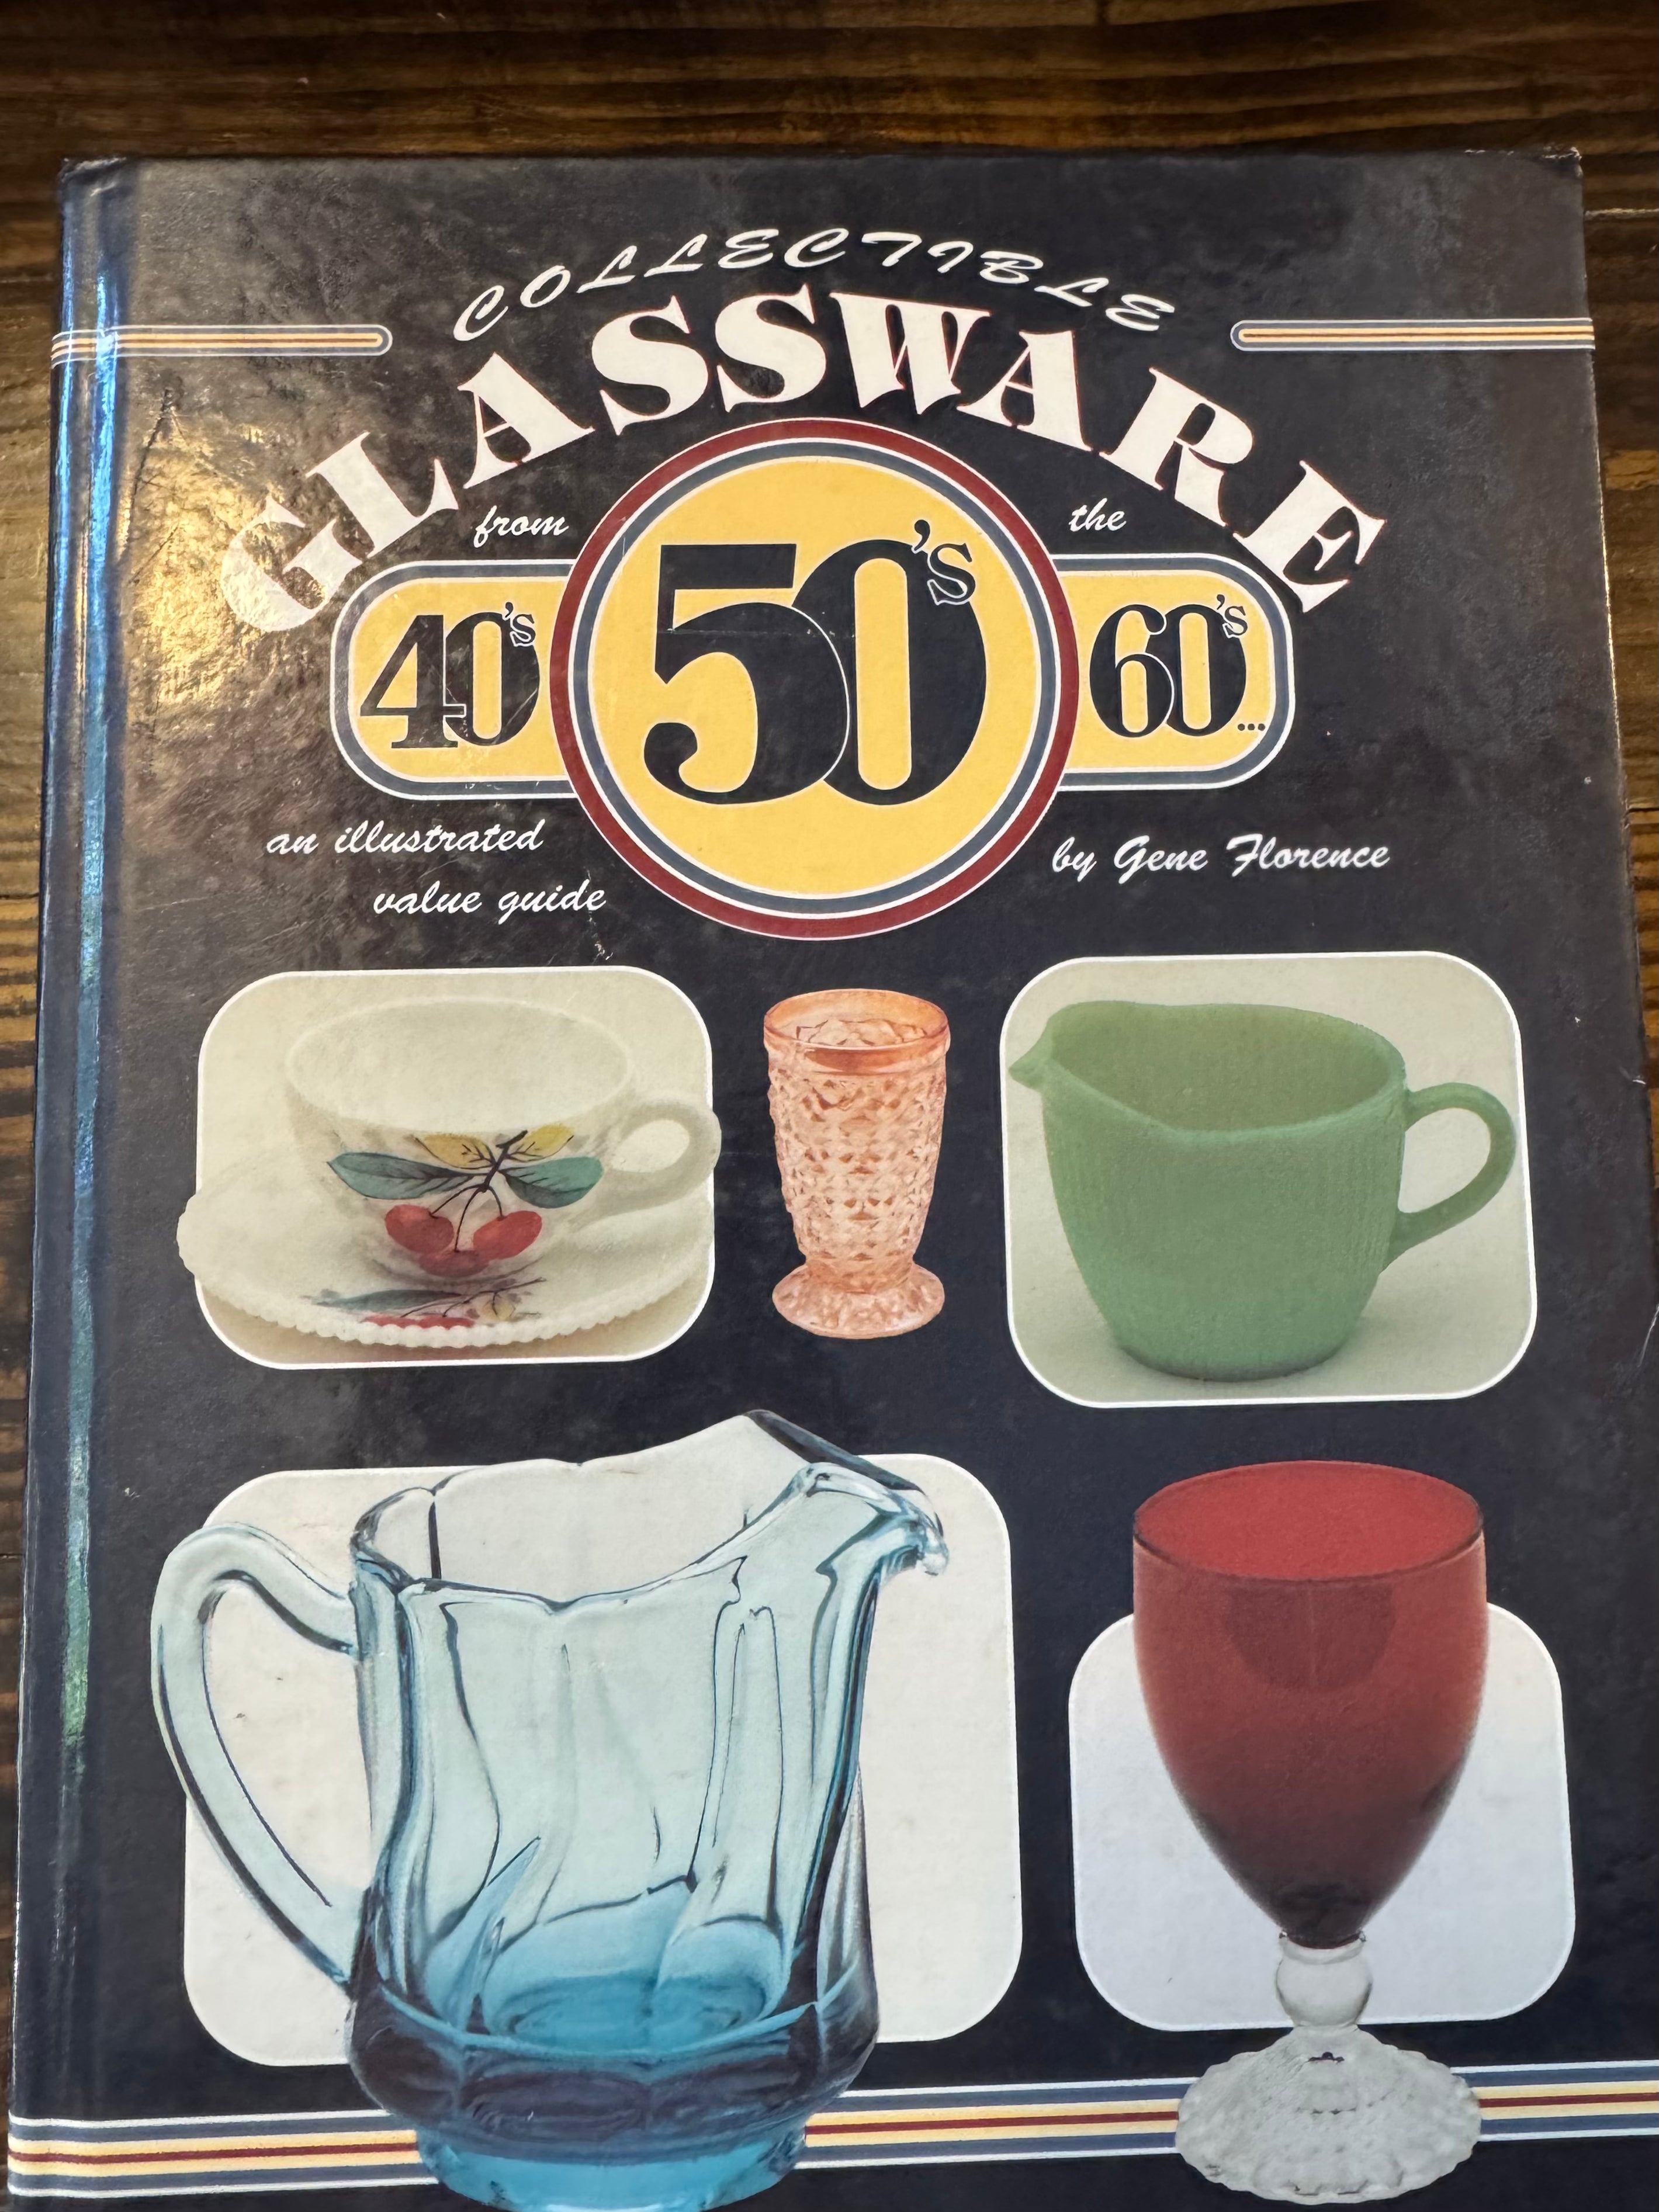 COLLECTIBLE
GLASSWARE
from the
40's 50's 60's...
an illustrated
value guide
by Gene Florence